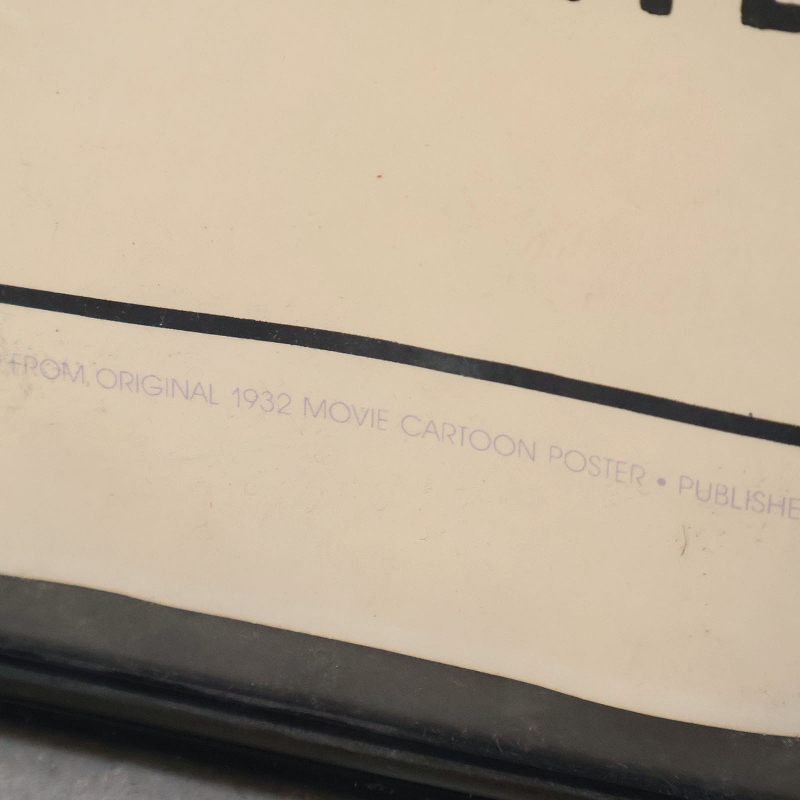 FROM ORIGINAL 1932 MOVIE CARTOON POSTER • PUBLISHE